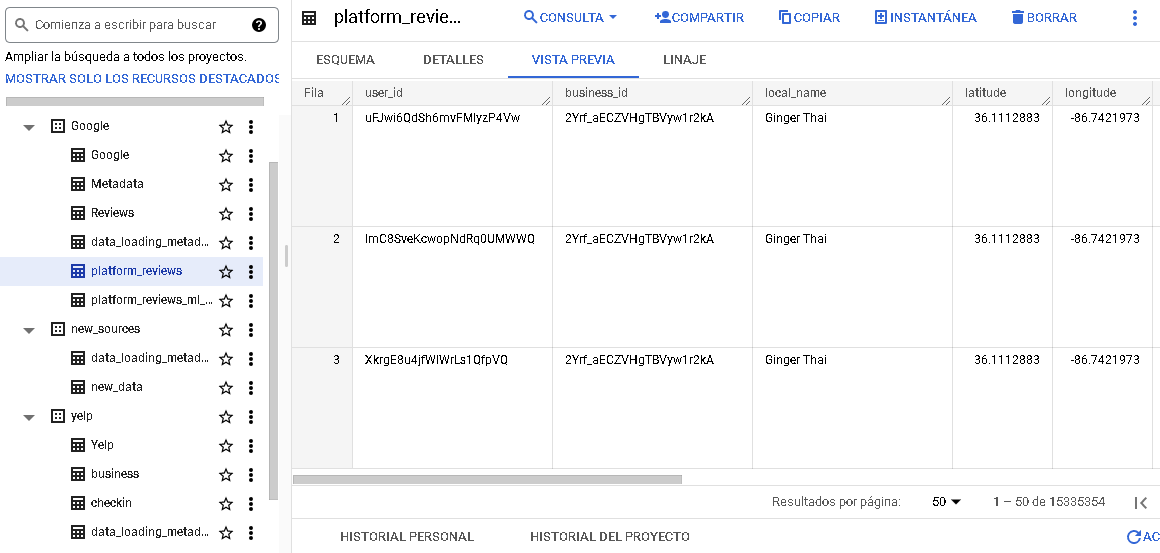 Comienza a escribir para buscar
Ampliar la búsqueda a todos los proyectos.
MOSTRAR SOLO LOS RECURSOS DESTACADOS
Google
Google
Metadata
Reviews
data_loading_metad...
platform_reviews
platform_reviews_ml_...
new_sources
data_loading_metad...
new_data
yelp
Yelp
business
checkin
data_loading_metad...
platform_revie... CONSULTA COMPARTIR COPIAR INSTANTÁNEA BORRAR
ESQUEMA DETALLES VISTA PREVIA LINAJE
Fila user_id business_id local_name latitude longitude
1 uFJwi6QdSh6mvFMlyzP4Vw 2Yrf_aECZVHgTBVyw1r2kA Ginger Thai 36.1112883 -86.7421973
2 ImC8SveKcwopNdRq0UMWWQ 2Yrf_aECZVHgTBVyw1r2kA Ginger Thai 36.1112883 -86.7421973
3 XkrgE8u4jfWlWrLs1QfpVQ 2Yrf_aECZVHgTBVyw1r2kA Ginger Thai 36.1112883 -86.7421973
Resultados por página: 50 1 – 50 de 15335354
HISTORIAL PERSONAL HISTORIAL DEL PROYECTO AC